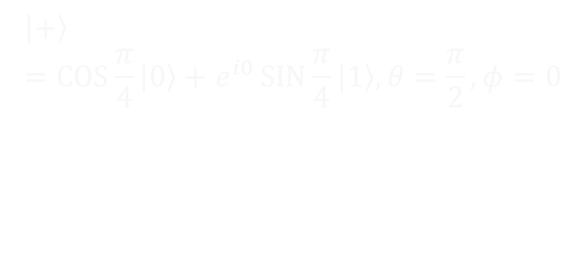 |+⟩
= COS π/4 |0⟩ + e^{i0} SIN π/4 |1⟩, θ = π/2, ϕ = 0